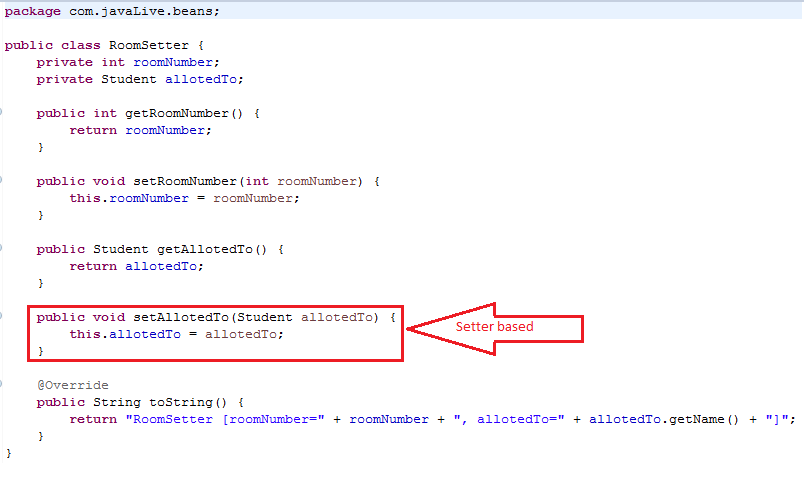 package com.javaLive.beans;
public class RoomSetter {
    private int roomNumber;
    private Student allotedTo;
    public int getRoomNumber() {
        return roomNumber;
    }
    public void setRoomNumber(int roomNumber) {
        this.roomNumber = roomNumber;
    }
    public Student getAllotedTo() {
        return allotedTo;
    }
    public void setAllotedTo(Student allotedTo) {
        this.allotedTo = allotedTo;
    }
Setter based
    @Override
    public String toString() {
        return "RoomSetter [roomNumber=" + roomNumber + ", allotedTo=" + allotedTo.getName() + "]";
    }
}